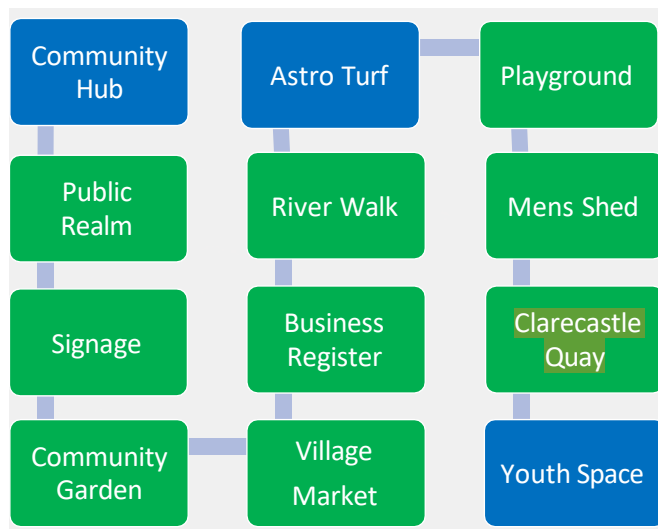 Community
Hub
Public
Realm
Signage
Community
Garden
Village
Market
Business
Register
River Walk
Astro Turf
Playground
Mens Shed
Clarecastle
Quay
Youth Space